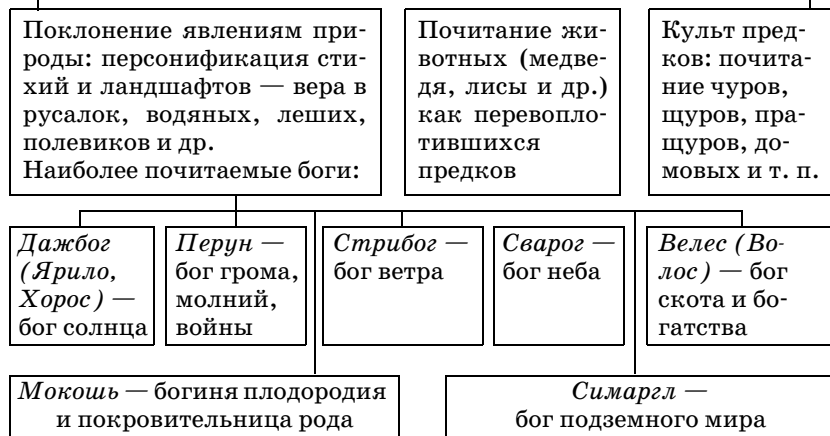 Поклонение явлениям при-
роды: персонификация сти-
хий и ландшафтов — вера в
русалок, водяных, леших,
полевиков и др.
Наиболее почитаемые боги:
Почитание жи-
вотных (медве-
дя, лисы и др.)
как перевопло-
тившихся
предков
Культ пред-
ков: почита-
ние чуров,
щуров, пра-
щуров, до-
мовых и т. п.
Дажбог
(Ярило,
Хорос) —
бог солнца
Перун —
бог грома,
молний,
войны
Стрибог —
бог ветра
Сварог —
бог неба
Велес (Во-
лос) — бог
скота и бо-
гатства
Мокошь — богиня плодородия
и покровительница рода
Симаргл —
бог подземного мира